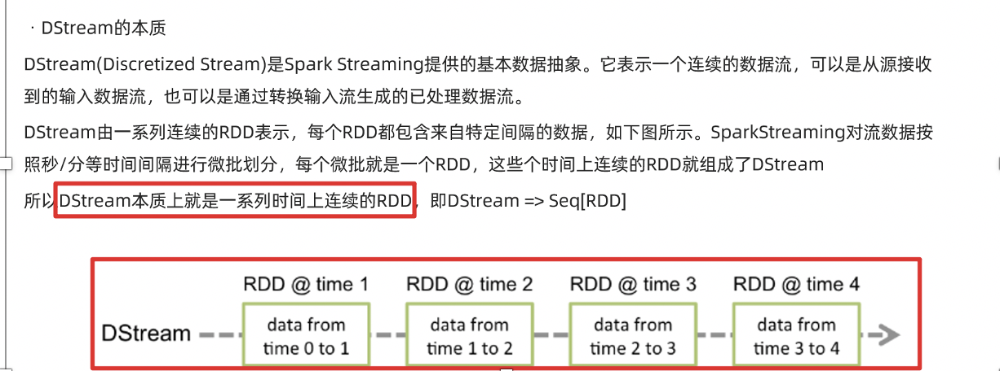 · DStream的本质
DStream(Discretized Stream)是Spark Streaming提供的基本数据抽象。它表示一个连续的数据流，可以是从源接收
到的输入数据流，也可以是通过转换输入流生成的已处理数据流。
DStream由一系列连续的RDD表示，每个RDD都包含来自特定间隔的数据，如下图所示。SparkStreaming对流数据按
照秒/分等时间间隔进行微批划分，每个微批就是一个RDD，这些个时间上连续的RDD就组成了DStream
所以DStream本质上就是一系列时间上连续的RDD，即DStream => Seq[RDD]
RDD @ time 1 RDD @ time 2 RDD @ time 3 RDD @ time 4
DStream data from data from data from data from
time 0 to 1 time 1 to 2 time 2 to 3 time 3 to 4